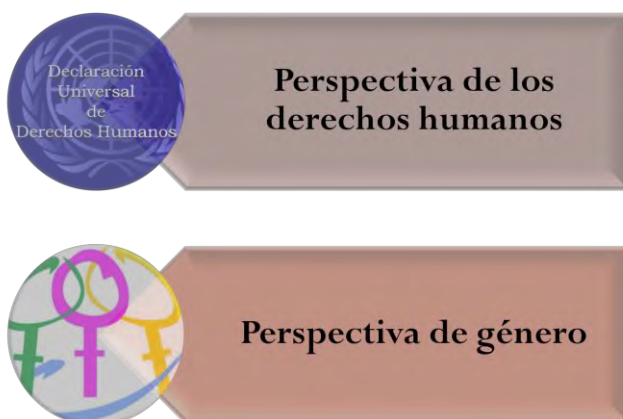 Declaración
Universal
de
Derechos Humanos
Perspectiva de los
derechos humanos
Perspectiva de género